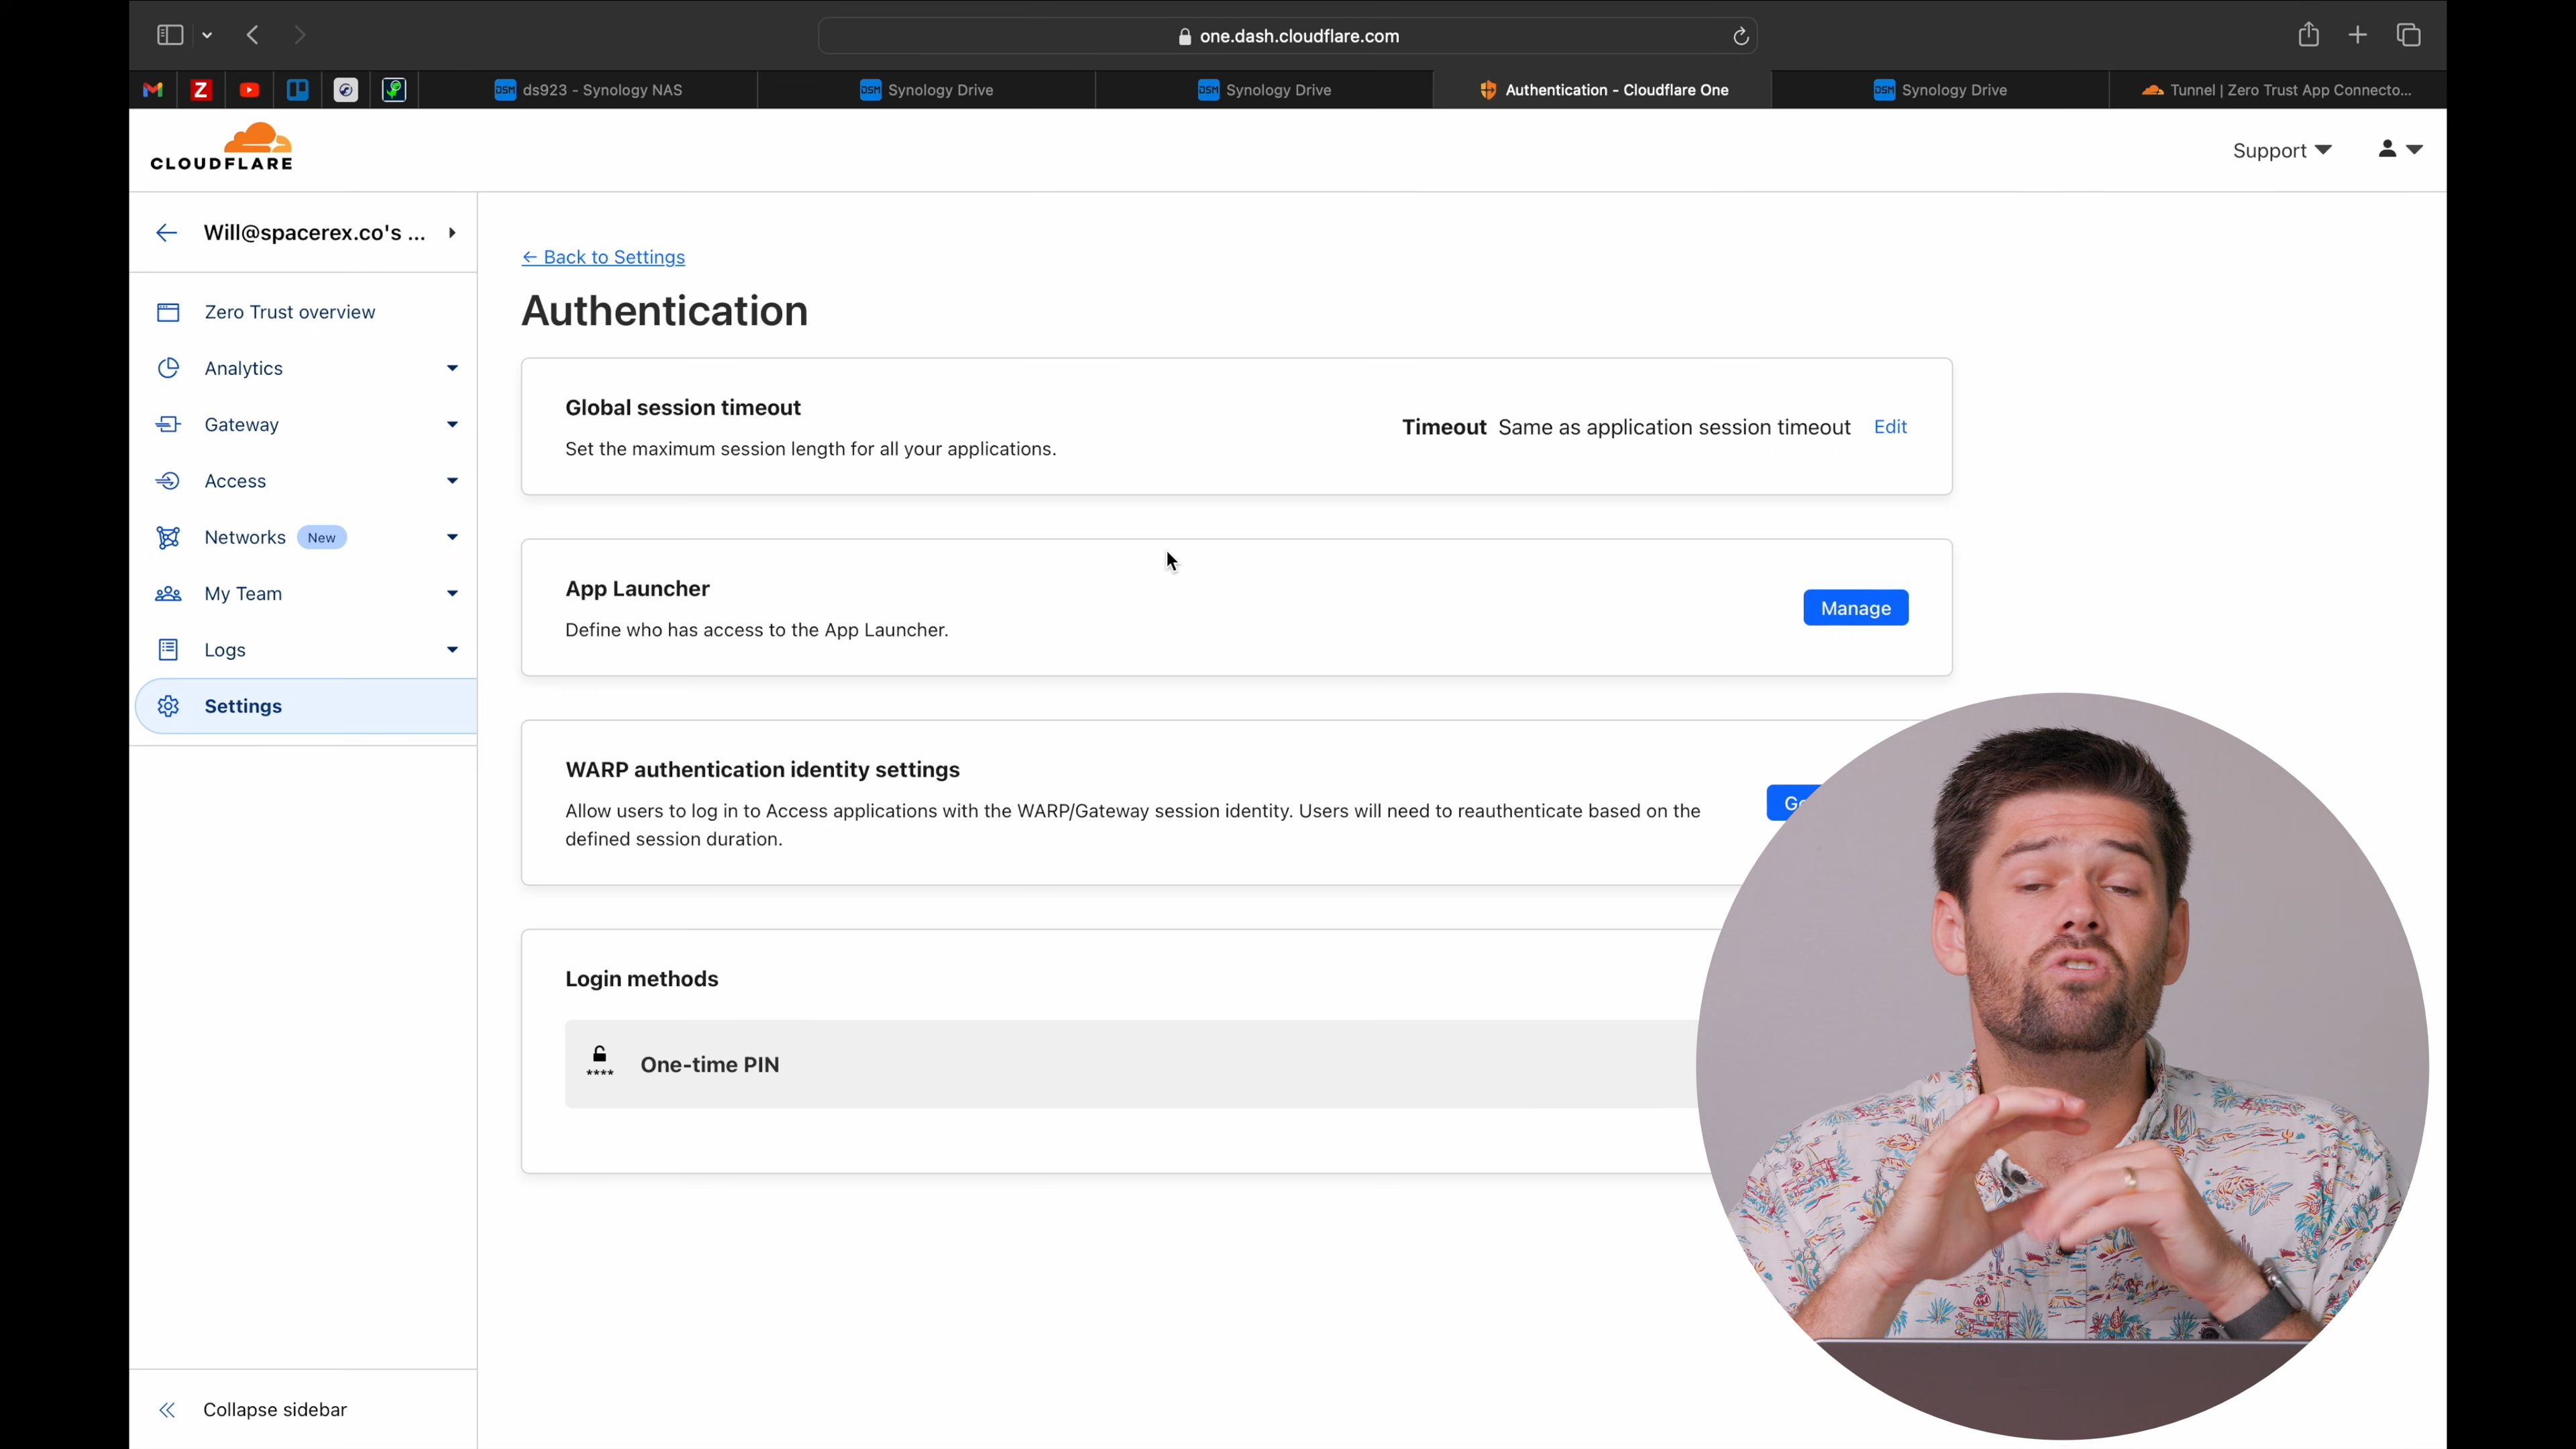 one.dash.cloudflare.com
ds923 - Synology NAS
Synology Drive
Synology Drive
Authentication - Cloudflare One
Synology Drive
Tunnel | Zero Trust App Connecto...
CLOUDFLARE
Support
Will@spacerex.co's ...
Zero Trust overview
Analytics
Gateway
Access
Networks New
My Team
Logs
Settings
Collapse sidebar
← Back to Settings
Authentication
Global session timeout
Set the maximum session length for all your applications.
Timeout Same as application session timeout Edit
App Launcher
Define who has access to the App Launcher.
Manage
WARP authentication identity settings
Allow users to log in to Access applications with the WARP/Gateway session identity. Users will need to reauthenticate based on the
defined session duration.
Login methods
One-time PIN